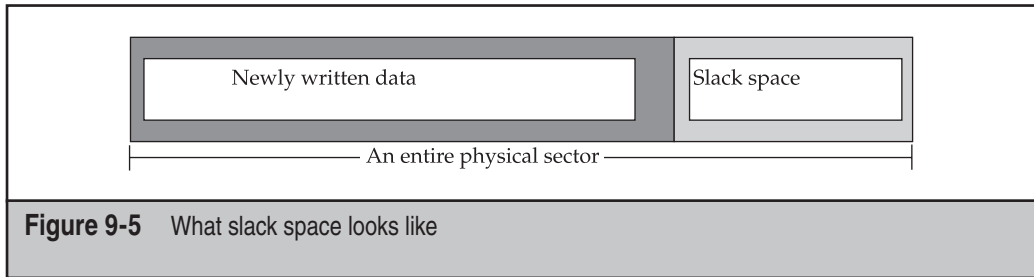 Newly written data
Slack space
An entire physical sector
Figure 9-5 What slack space looks like